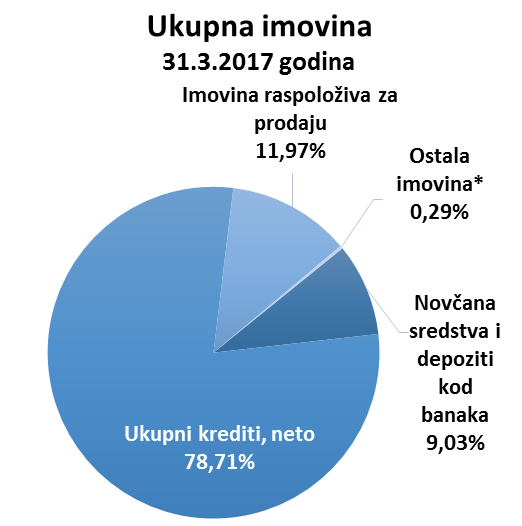 Ukupna imovina
31.3.2017 godina
Imovina raspoloživa za
prodaju
11,97%
Ostala
imovina*
0,29%
Novčana
sredstva i
depoziti
kod
banaka
9,03%
Ukupni krediti, neto
78,71%